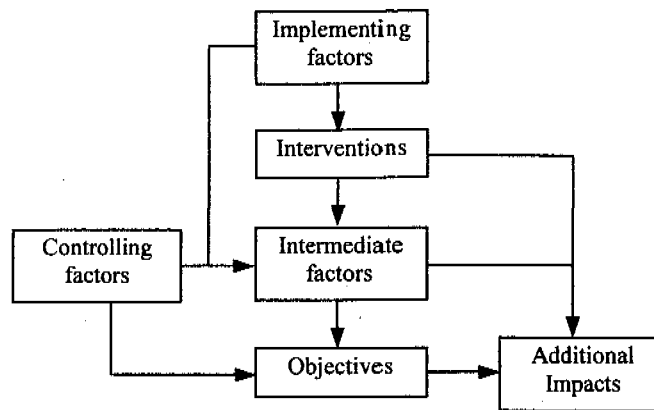 Implementing
factors
Interventions
Controlling
factors
Intermediate
factors
Objectives
Additional
Impacts